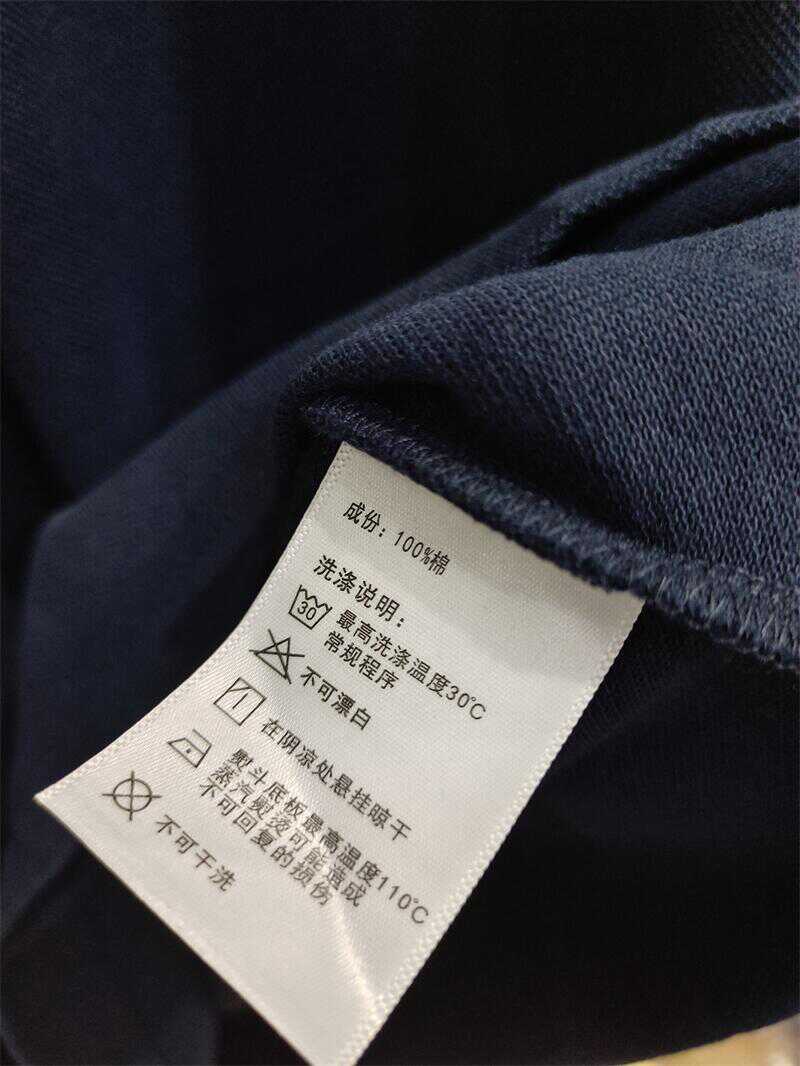 成份：100%棉
洗涤说明：
30
最高洗涤温度30℃
常规程序
不可漂白
在阴凉处悬挂晾干
熨斗底板最高温度110℃
蒸汽熨烫可能造成
不可回复的损伤
不可干洗